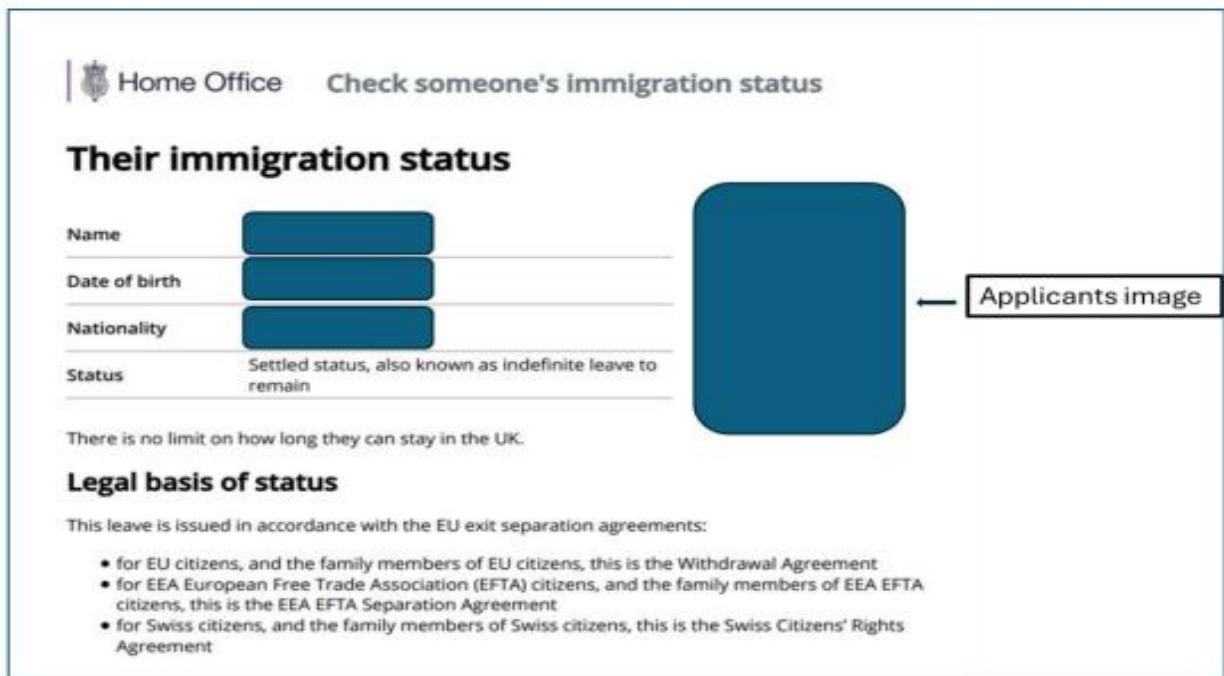 Home Office Check someone's immigration status
Their immigration status
Name
Date of birth
Nationality
Status Settled status, also known as indefinite leave to
remain
Applicants image
There is no limit on how long they can stay in the UK.
Legal basis of status
This leave is issued in accordance with the EU exit separation agreements:
• for EU citizens, and the family members of EU citizens, this is the Withdrawal Agreement
• for EEA European Free Trade Association (EFTA) citizens, and the family members of EEA EFTA
citizens, this is the EEA EFTA Separation Agreement
• for Swiss citizens, and the family members of Swiss citizens, this is the Swiss Citizens' Rights
Agreement